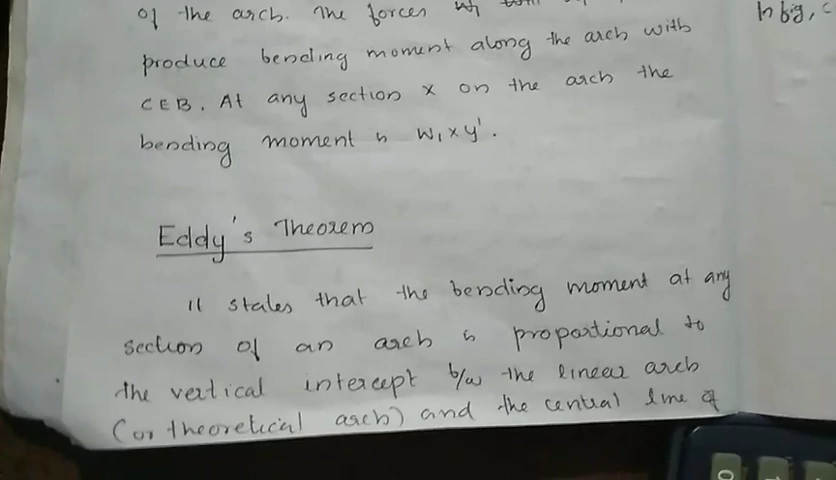 of the arch. The forces
produce bending moment along the arch with
CEB. At any section x on the arch the
bending moment is W₁ x y'.
Eddy's Theorem
It states that the bending moment at any
section of an arch is proportional to
the vertical intercept b/w the linear arch
(or theoretical arch) and the central line of
In fig,